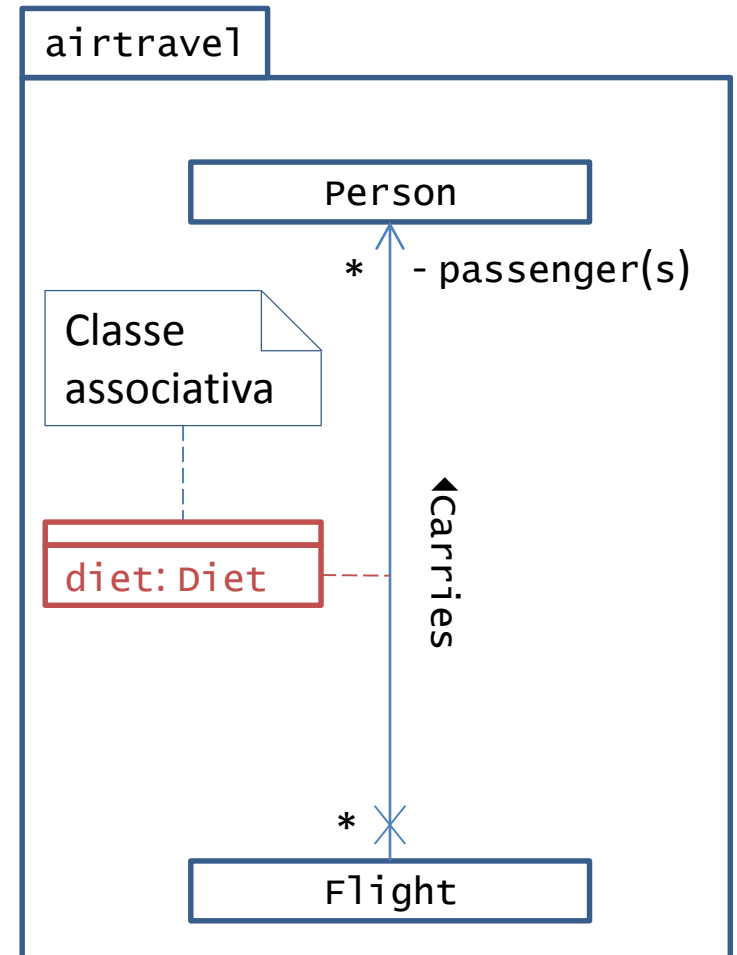 airtravel
Person
* - passenger(s)
Classe
associativa
◀Carries
diet: Diet
*
Flight